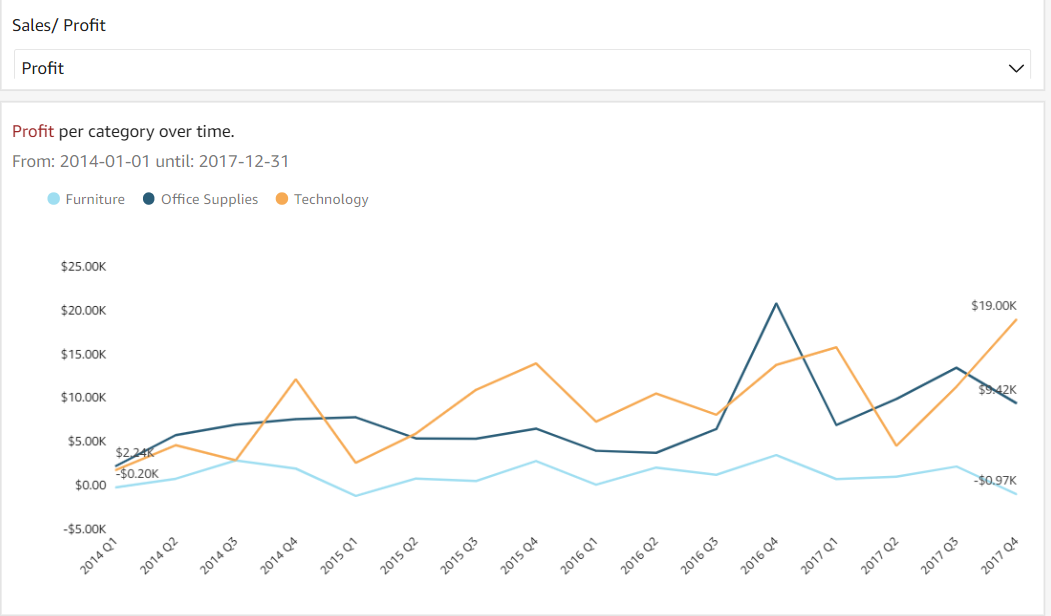 Sales/ Profit
Profit
Profit per category over time.
From: 2014-01-01 until: 2017-12-31
Furniture Office Supplies Technology
$25.00K
$20.00K
$15.00K
$10.00K
$5.00K
$0.00
-$5.00K
$2.24K
-$0.20K
$19.00K
$9.42K
-$0.97K
2014 Q1
2014 Q2
2014 Q3
2014 Q4
2015 Q1
2015 Q2
2015 Q3
2015 Q4
2016 Q1
2016 Q2
2016 Q3
2016 Q4
2017 Q1
2017 Q2
2017 Q3
2017 Q4